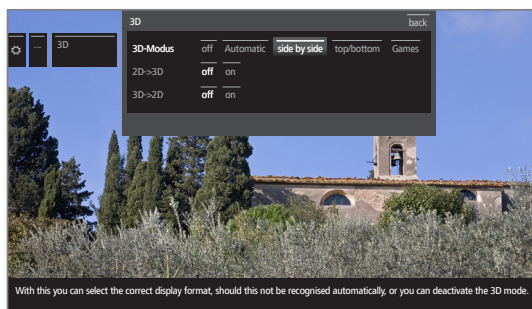 3D
back
...
3D
3D-Modus off Automatic side by side top/bottom Games
2D->3D off on
3D->2D off on
With this you can select the correct display format, should this not be recognised automatically, or you can deactivate the 3D mode.